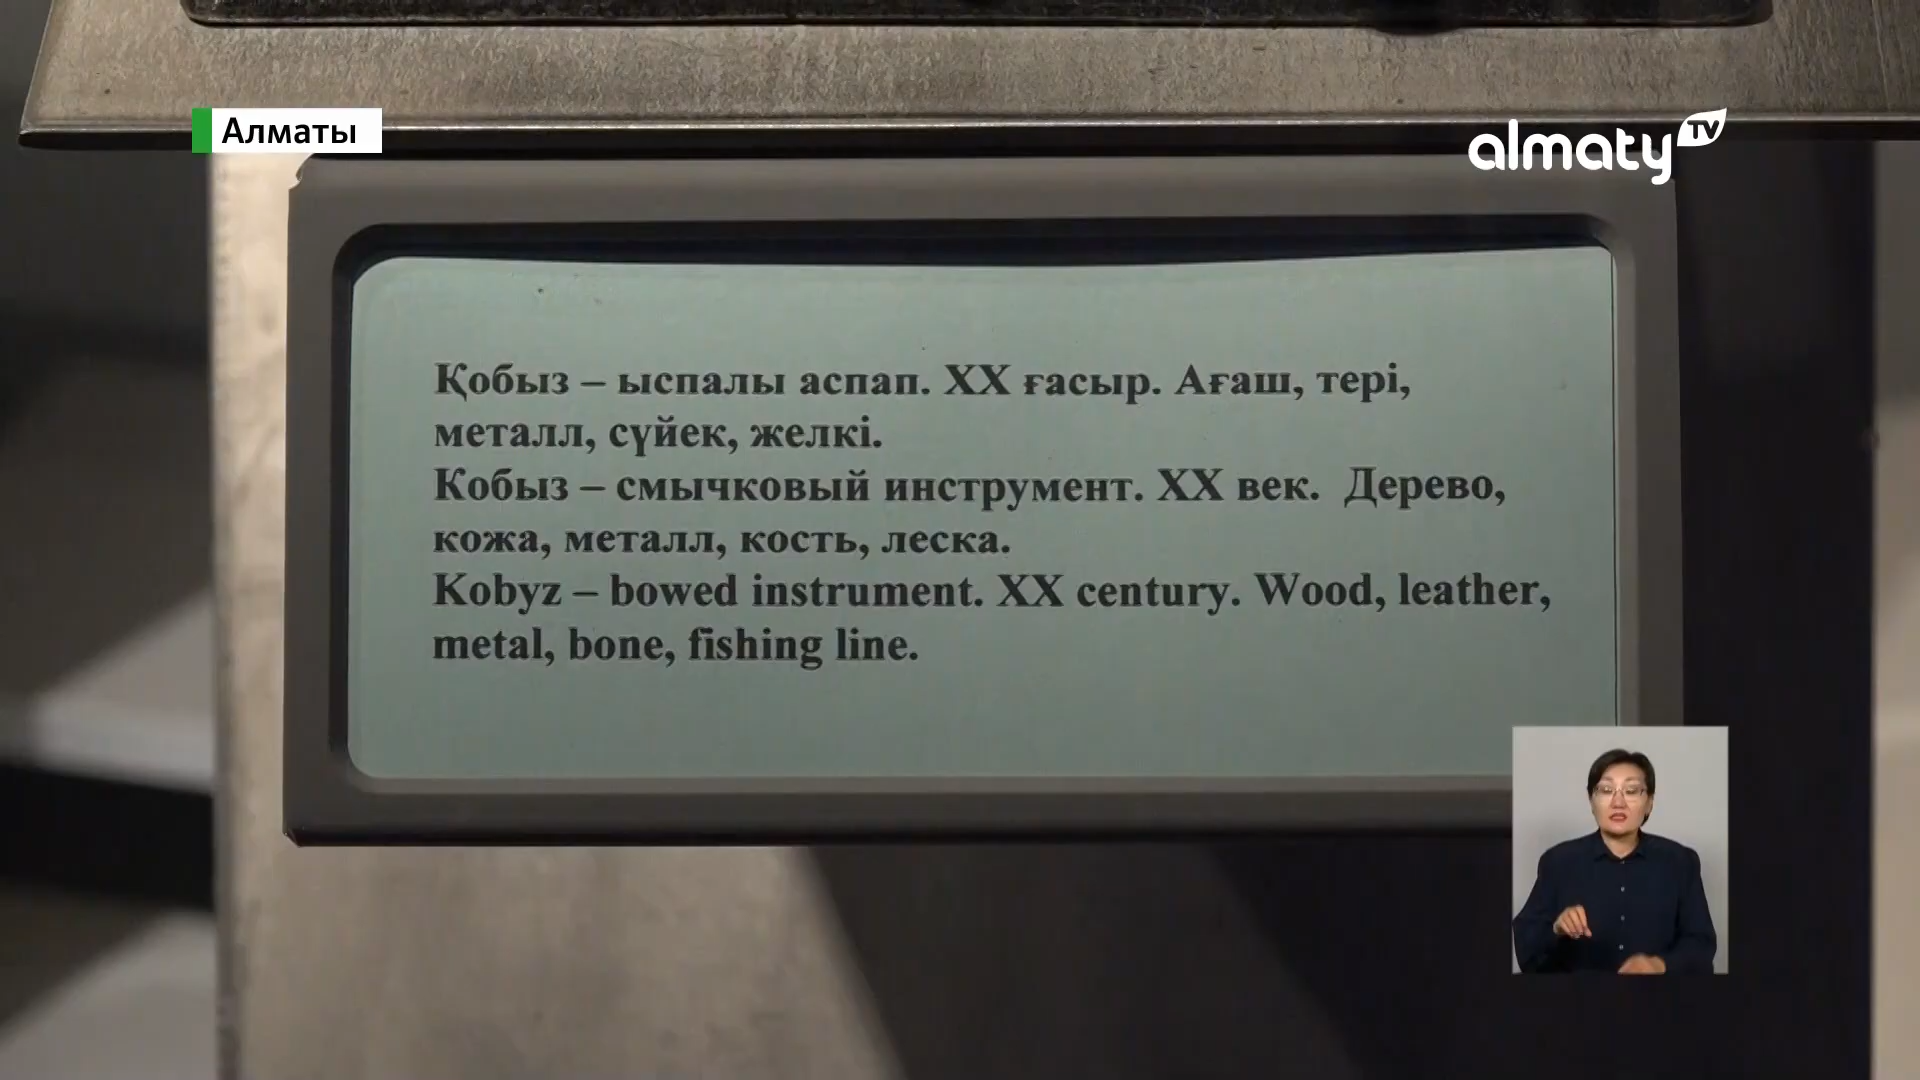 Алматы
almaty TV
Қобыз – ыспалы аспап. XX ғасыр. Ағаш, тері,
металл, сүйек, желкі.
Кобыз – смычковый инструмент. XX век. Дерево,
кожа, металл, кость, леска.
Kobyz – bowed instrument. XX century. Wood, leather,
metal, bone, fishing line.